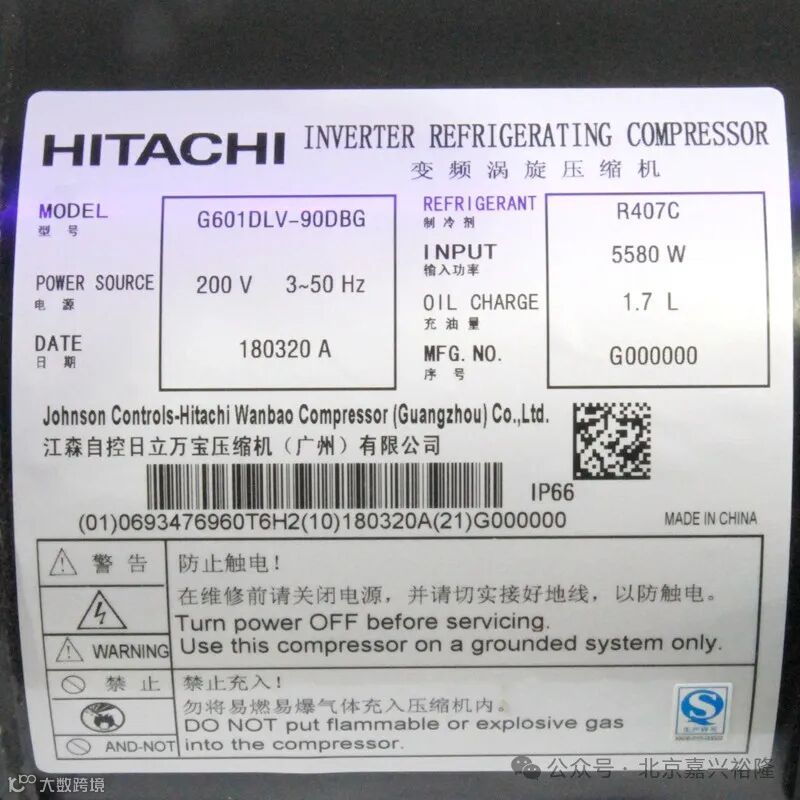 HITACHI INVERTER REFRIGERATING COMPRESSOR
变频涡旋压缩机
MODEL
型号
G601DLV-90DBG
POWER SOURCE
电源
200 V 3~50 Hz
DATE
日期
180320 A
REFRIGERANT
制冷剂
R407C
INPUT
输入功率
5580 W
OIL CHARGE
充油量
1.7 L
MFG.NO.
序号
G000000
Johnson Controls-Hitachi Wanbao Compressor (Guangzhou) Co.,Ltd.
江森自控日立万宝压缩机（广州）有限公司
IP66
(01)0693476960T6H2(10)180320A(21)G000000
MADE IN CHINA
警告
防止触电！
在维修前请关闭电源，并请切实接好地线，以防触电。
Turn power OFF before servicing.
WARNING
Use this compressor on a grounded system only.
禁止
禁止充入！
勿将易燃易爆气体充入压缩机内。
DO NOT put flammable or explosive gas
AND-NOT
into the compressor.
生产许可
公众号·北京嘉兴裕隆
10100 大数跨境